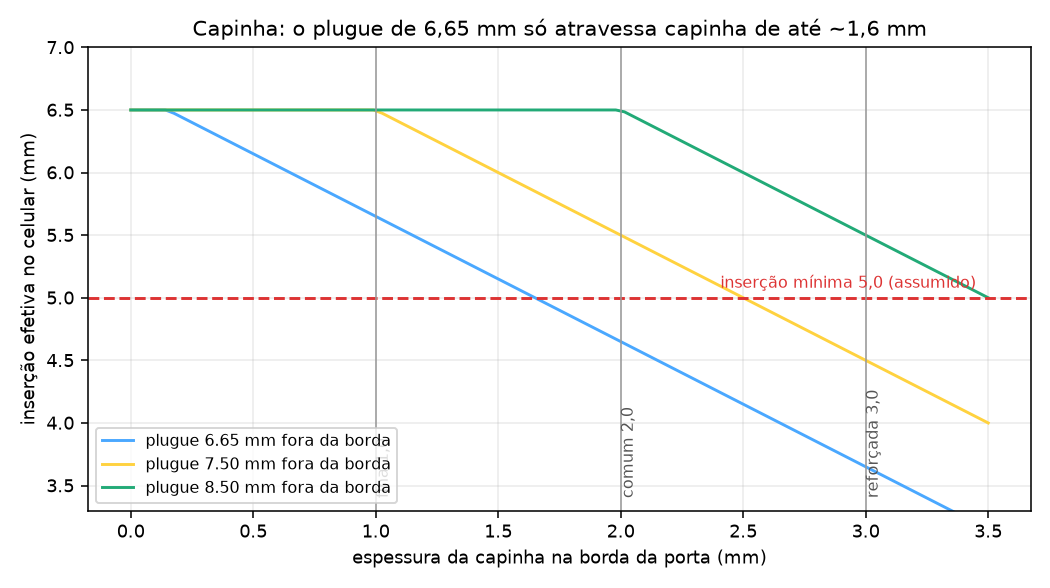 Capinha: o plugue de 6,65 mm só atravessa capinha de até ~1,6 mm
inserção efetiva no celular (mm)
7.0
6.5
6.0
5.5
5.0
4.5
4.0
3.5
inserção mínima 5,0 (assumido)
comum 2,0
reforçada 3,0
plugue 6.65 mm fora da borda
plugue 7.50 mm fora da borda
plugue 8.50 mm fora da borda
0.0
0.5
1.0
1.5
2.0
2.5
3.0
3.5
espessura da capinha na borda da porta (mm)